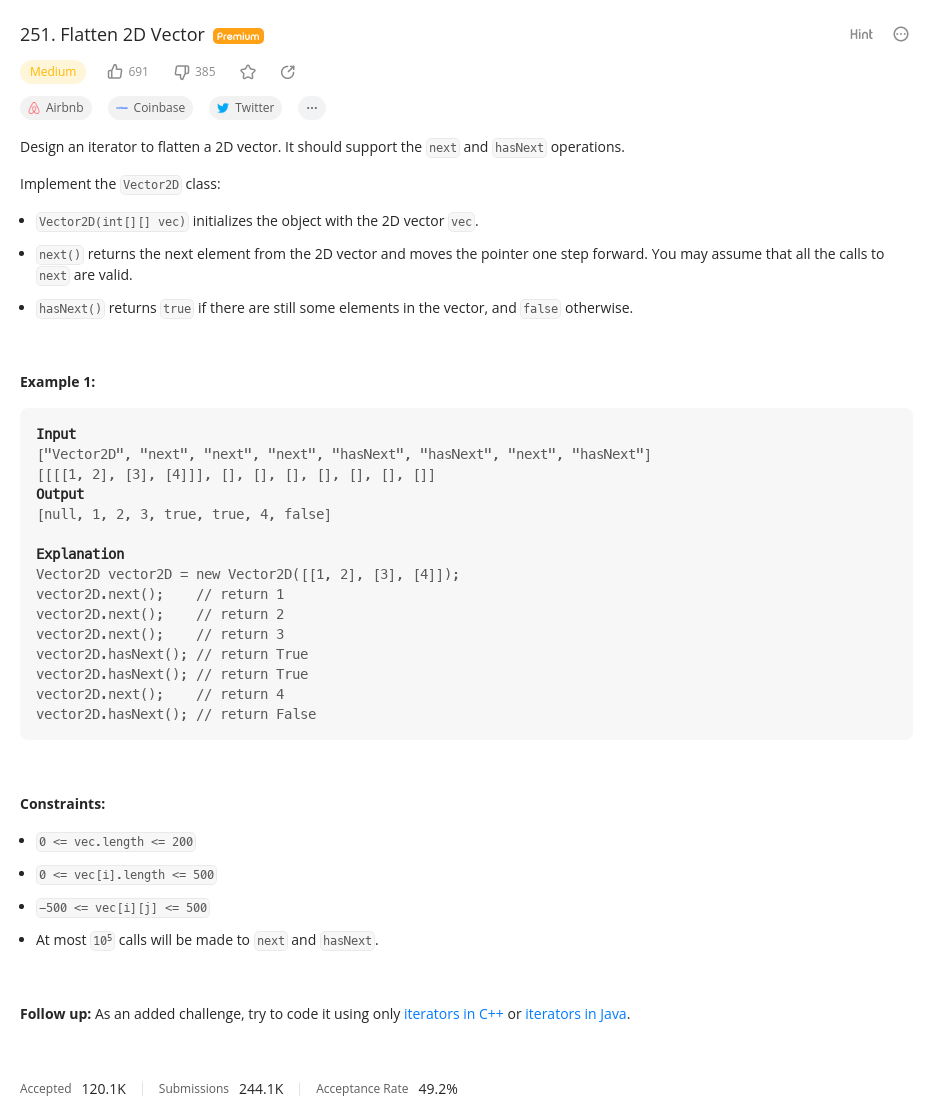 251. Flatten 2D Vector Premium Hint
Medium 691 385
Airbnb Coinbase Twitter ...
Design an iterator to flatten a 2D vector. It should support the next and hasNext operations.
Implement the Vector2D class:
• Vector2D(int[][] vec) initializes the object with the 2D vector vec.
• next() returns the next element from the 2D vector and moves the pointer one step forward. You may assume that all the calls to
next are valid.
• hasNext() returns true if there are still some elements in the vector, and false otherwise.
Example 1:
Input
["Vector2D", "next", "next", "next", "hasNext", "hasNext", "next", "hasNext"]
[[[[1, 2], [3], [4]]], [], [], [], [], [], [], []]
Output
[null, 1, 2, 3, true, true, 4, false]
Explanation
Vector2D vector2D = new Vector2D([[1, 2], [3], [4]]);
vector2D.next();    // return 1
vector2D.next();    // return 2
vector2D.next();    // return 3
vector2D.hasNext(); // return True
vector2D.hasNext(); // return True
vector2D.next();    // return 4
vector2D.hasNext(); // return False
Constraints:
• 0 <= vec.length <= 200
• 0 <= vec[i].length <= 500
• -500 <= vec[i][j] <= 500
• At most 10⁵ calls will be made to next and hasNext.
Follow up: As an added challenge, try to code it using only iterators in C++ or iterators in Java.
Accepted 120.1K Submissions 244.1K Acceptance Rate 49.2%